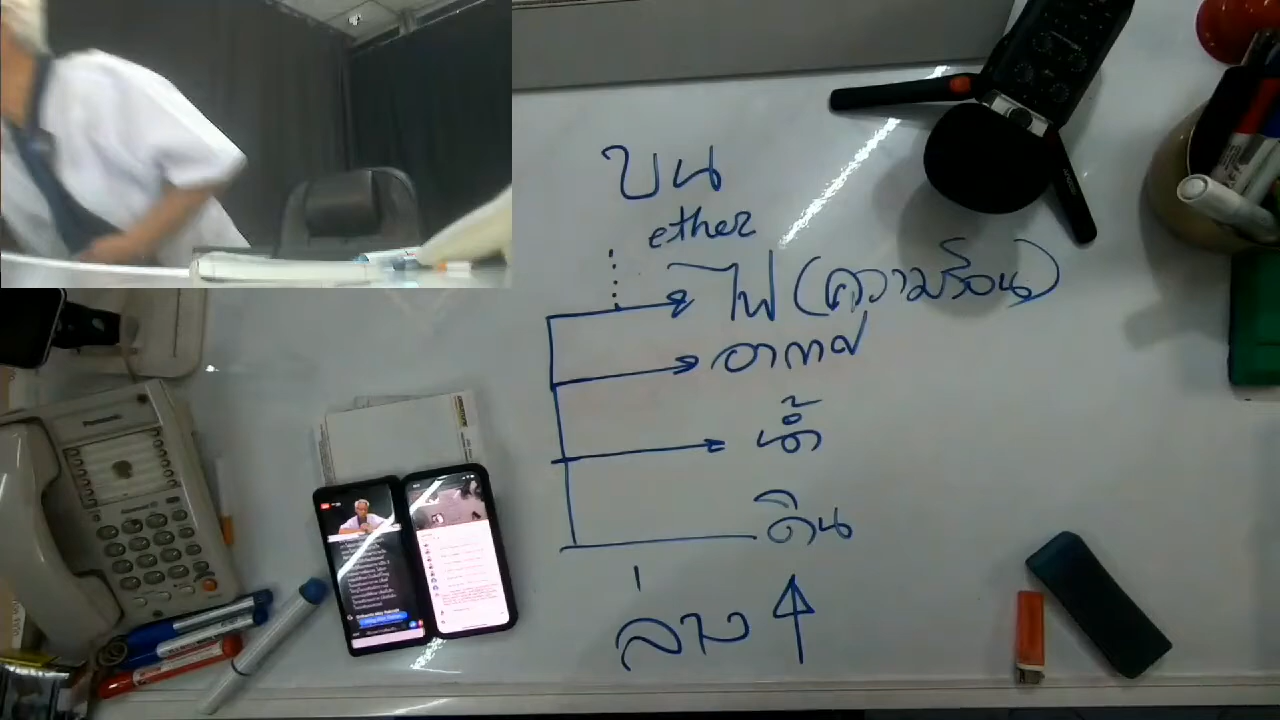 บน
ether
ไฟ (ความร้อน)
อากาศ
น้ำ
ดิน
ล่าง